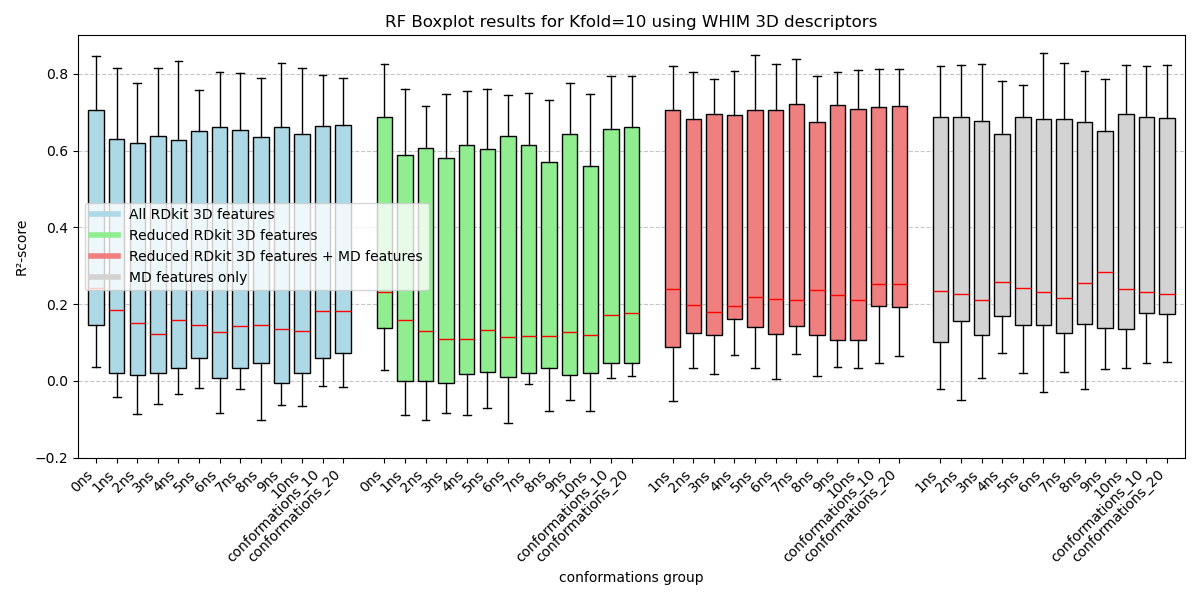 RF Boxplot results for Kfold=10 using WHIM 3D descriptors
R²-score
0.8
0.6
0.4
0.2
0.0
−0.2
All RDkit 3D features
Reduced RDkit 3D features
Reduced RDkit 3D features + MD features
MD features only
0ns
1ns
2ns
3ns
4ns
5ns
6ns
7ns
8ns
9ns
10ns
conformations_10
conformations_20
0ns
1ns
2ns
3ns
4ns
5ns
6ns
7ns
8ns
9ns
10ns
conformations_10
conformations_20
1ns
2ns
3ns
4ns
5ns
6ns
7ns
8ns
9ns
10ns
conformations_10
conformations_20
1ns
2ns
3ns
4ns
5ns
6ns
7ns
8ns
9ns
10ns
conformations_10
conformations_20
conformations group